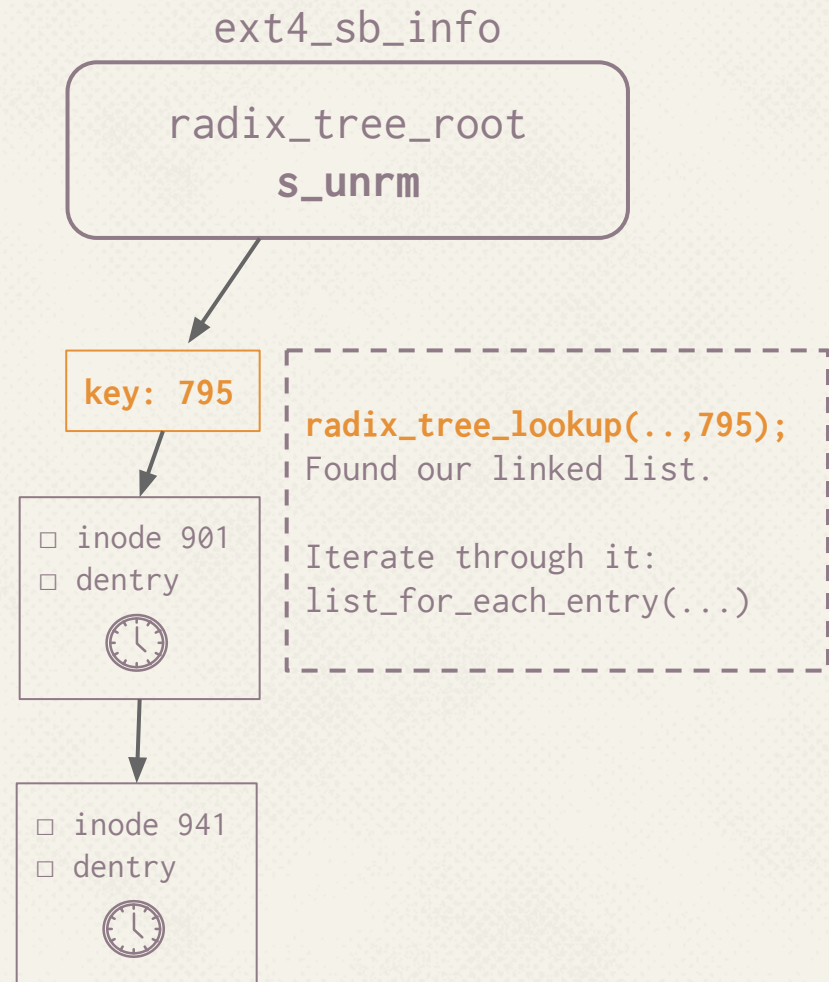 ext4_sb_info
radix_tree_root
s_unrm
key: 795
radix_tree_lookup(..,795);
Found our linked list.
Iterate through it:
list_for_each_entry(...)
□ inode 901
□ dentry
□ inode 941
□ dentry